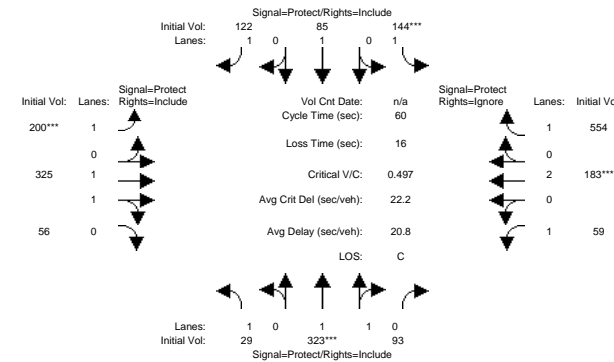 Signal=Protect/Rights=Include
Initial Vol: 122 85 144***
Lanes: 1 0 1 0 1
Signal=Protect
Initial Vol: Lanes: Rights=Include
Vol Cnt Date: n/a
Cycle Time (sec): 60
Signal=Protect
Rights=Ignore Lanes: Initial Vo
200*** 1
1 554
0
Loss Time (sec): 16
0
325 1
Critical V/C: 0.497
2 183***
1
Avg Crit Del (sec/veh): 22.2
0
56 0
Avg Delay (sec/veh): 20.8
1 59
LOS: C
Lanes: 1 0 1 1 0
Initial Vol: 29 323*** 93
Signal=Protect/Rights=Include